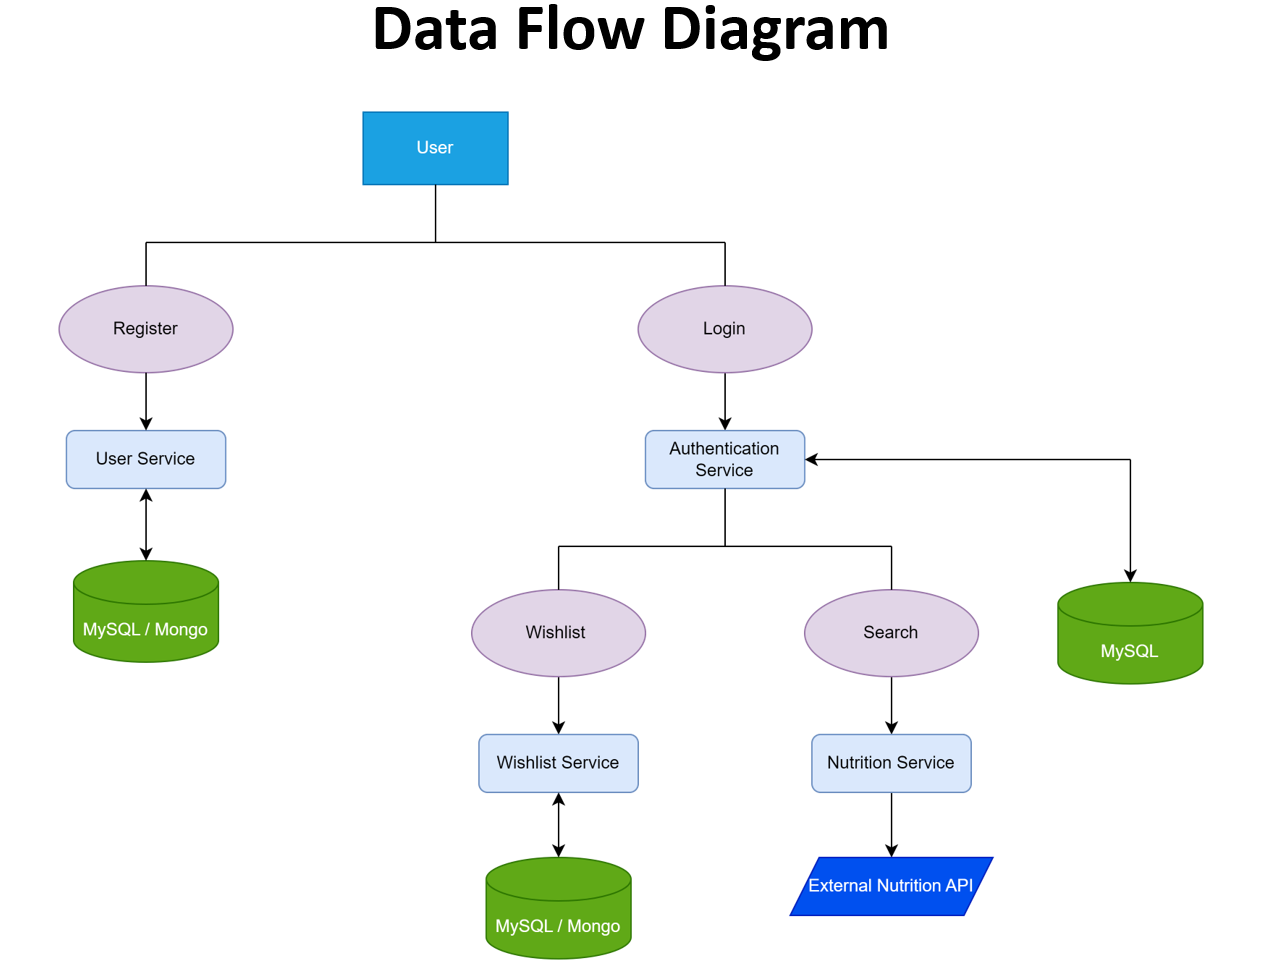 Data Flow Diagram
User
Register
Login
User Service
Authentication
Service
MySQL / Mongo
Wishlist
Search
MySQL
Wishlist Service
Nutrition Service
External Nutrition API
MySQL / Mongo